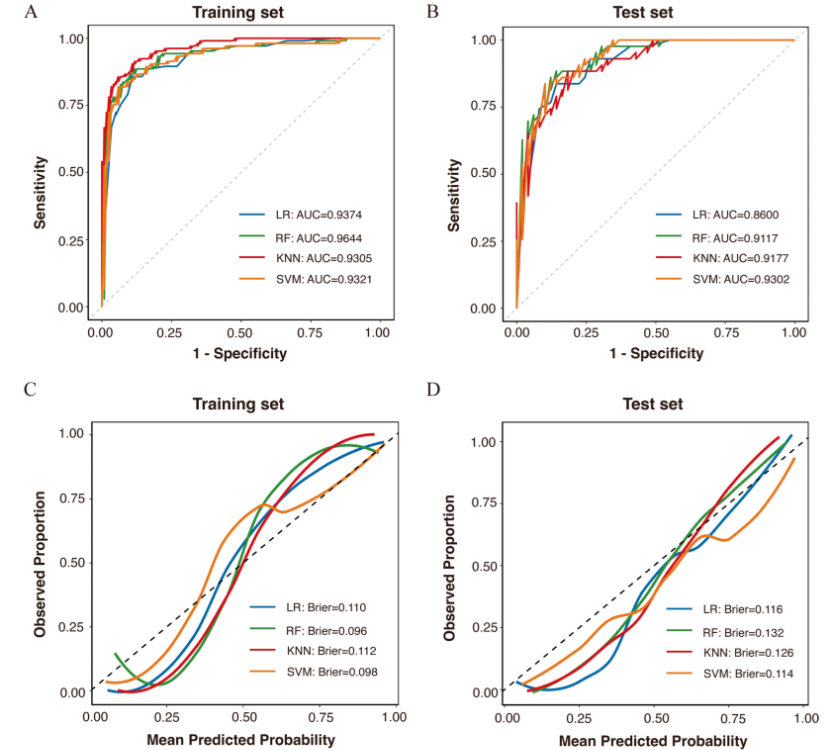 A
Training set
1.00
0.75
0.50
0.25
0.00
Sensitivity
LR: AUC=0.9374
RF: AUC=0.9644
KNN: AUC=0.9305
SVM: AUC=0.9321
0.00 0.25 0.50 0.75 1.00
1 - Specificity
B
Test set
1.00
0.75
0.50
0.25
0.00
Sensitivity
LR: AUC=0.8600
RF: AUC=0.9117
KNN: AUC=0.9177
SVM: AUC=0.9302
0.00 0.25 0.50 0.75 1.00
1 - Specificity
C
Training set
1.00
0.75
0.50
0.25
0.00
Observed Proportion
LR: Brier=0.110
RF: Brier=0.096
KNN: Brier=0.112
SVM: Brier=0.098
0.00 0.25 0.50 0.75 1.00
Mean Predicted Probability
D
Test set
1.00
0.75
0.50
0.25
0.00
Observed Proportion
LR: Brier=0.116
RF: Brier=0.132
KNN: Brier=0.126
SVM: Brier=0.114
0.00 0.25 0.50 0.75 1.00
Mean Predicted Probability